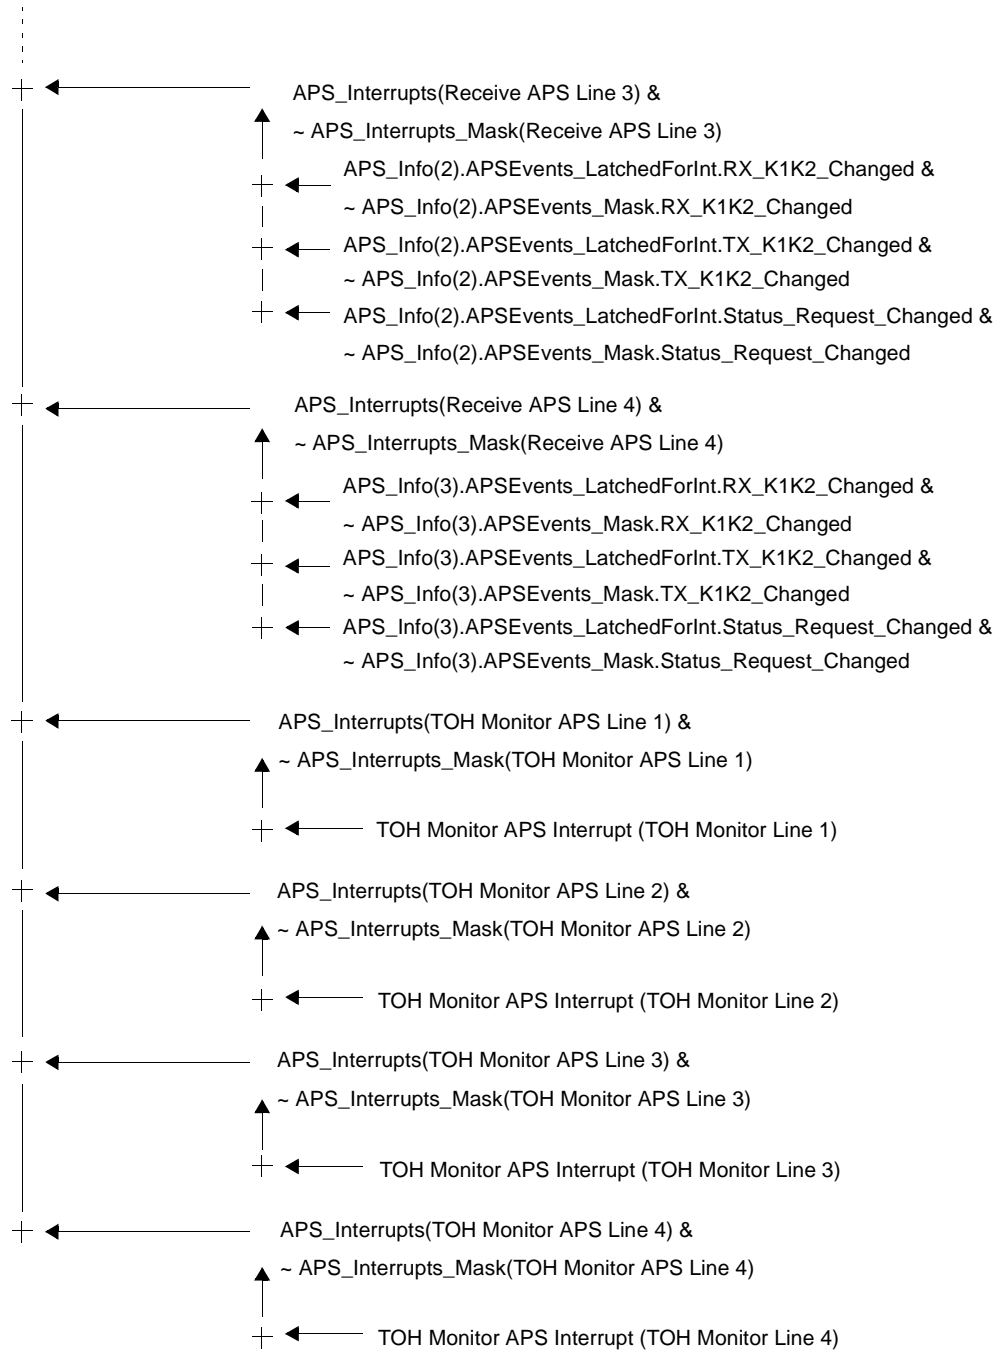 APS_Interrupts(Receive APS Line 3) &
~ APS_Interrupts_Mask(Receive APS Line 3)
APS_Info(2).APSEvents_LatchedForInt.RX_K1K2_Changed &
~ APS_Info(2).APSEvents_Mask.RX_K1K2_Changed
APS_Info(2).APSEvents_LatchedForInt.TX_K1K2_Changed &
~ APS_Info(2).APSEvents_Mask.TX_K1K2_Changed
APS_Info(2).APSEvents_LatchedForInt.Status_Request_Changed &
~ APS_Info(2).APSEvents_Mask.Status_Request_Changed
APS_Interrupts(Receive APS Line 4) &
~ APS_Interrupts_Mask(Receive APS Line 4)
APS_Info(3).APSEvents_LatchedForInt.RX_K1K2_Changed &
~ APS_Info(3).APSEvents_Mask.RX_K1K2_Changed
APS_Info(3).APSEvents_LatchedForInt.TX_K1K2_Changed &
~ APS_Info(3).APSEvents_Mask.TX_K1K2_Changed
APS_Info(3).APSEvents_LatchedForInt.Status_Request_Changed &
~ APS_Info(3).APSEvents_Mask.Status_Request_Changed
APS_Interrupts(TOH Monitor APS Line 1) &
~ APS_Interrupts_Mask(TOH Monitor APS Line 1)
TOH Monitor APS Interrupt (TOH Monitor Line 1)
APS_Interrupts(TOH Monitor APS Line 2) &
~ APS_Interrupts_Mask(TOH Monitor APS Line 2)
TOH Monitor APS Interrupt (TOH Monitor Line 2)
APS_Interrupts(TOH Monitor APS Line 3) &
~ APS_Interrupts_Mask(TOH Monitor APS Line 3)
TOH Monitor APS Interrupt (TOH Monitor Line 3)
APS_Interrupts(TOH Monitor APS Line 4) &
~ APS_Interrupts_Mask(TOH Monitor APS Line 4)
TOH Monitor APS Interrupt (TOH Monitor Line 4)